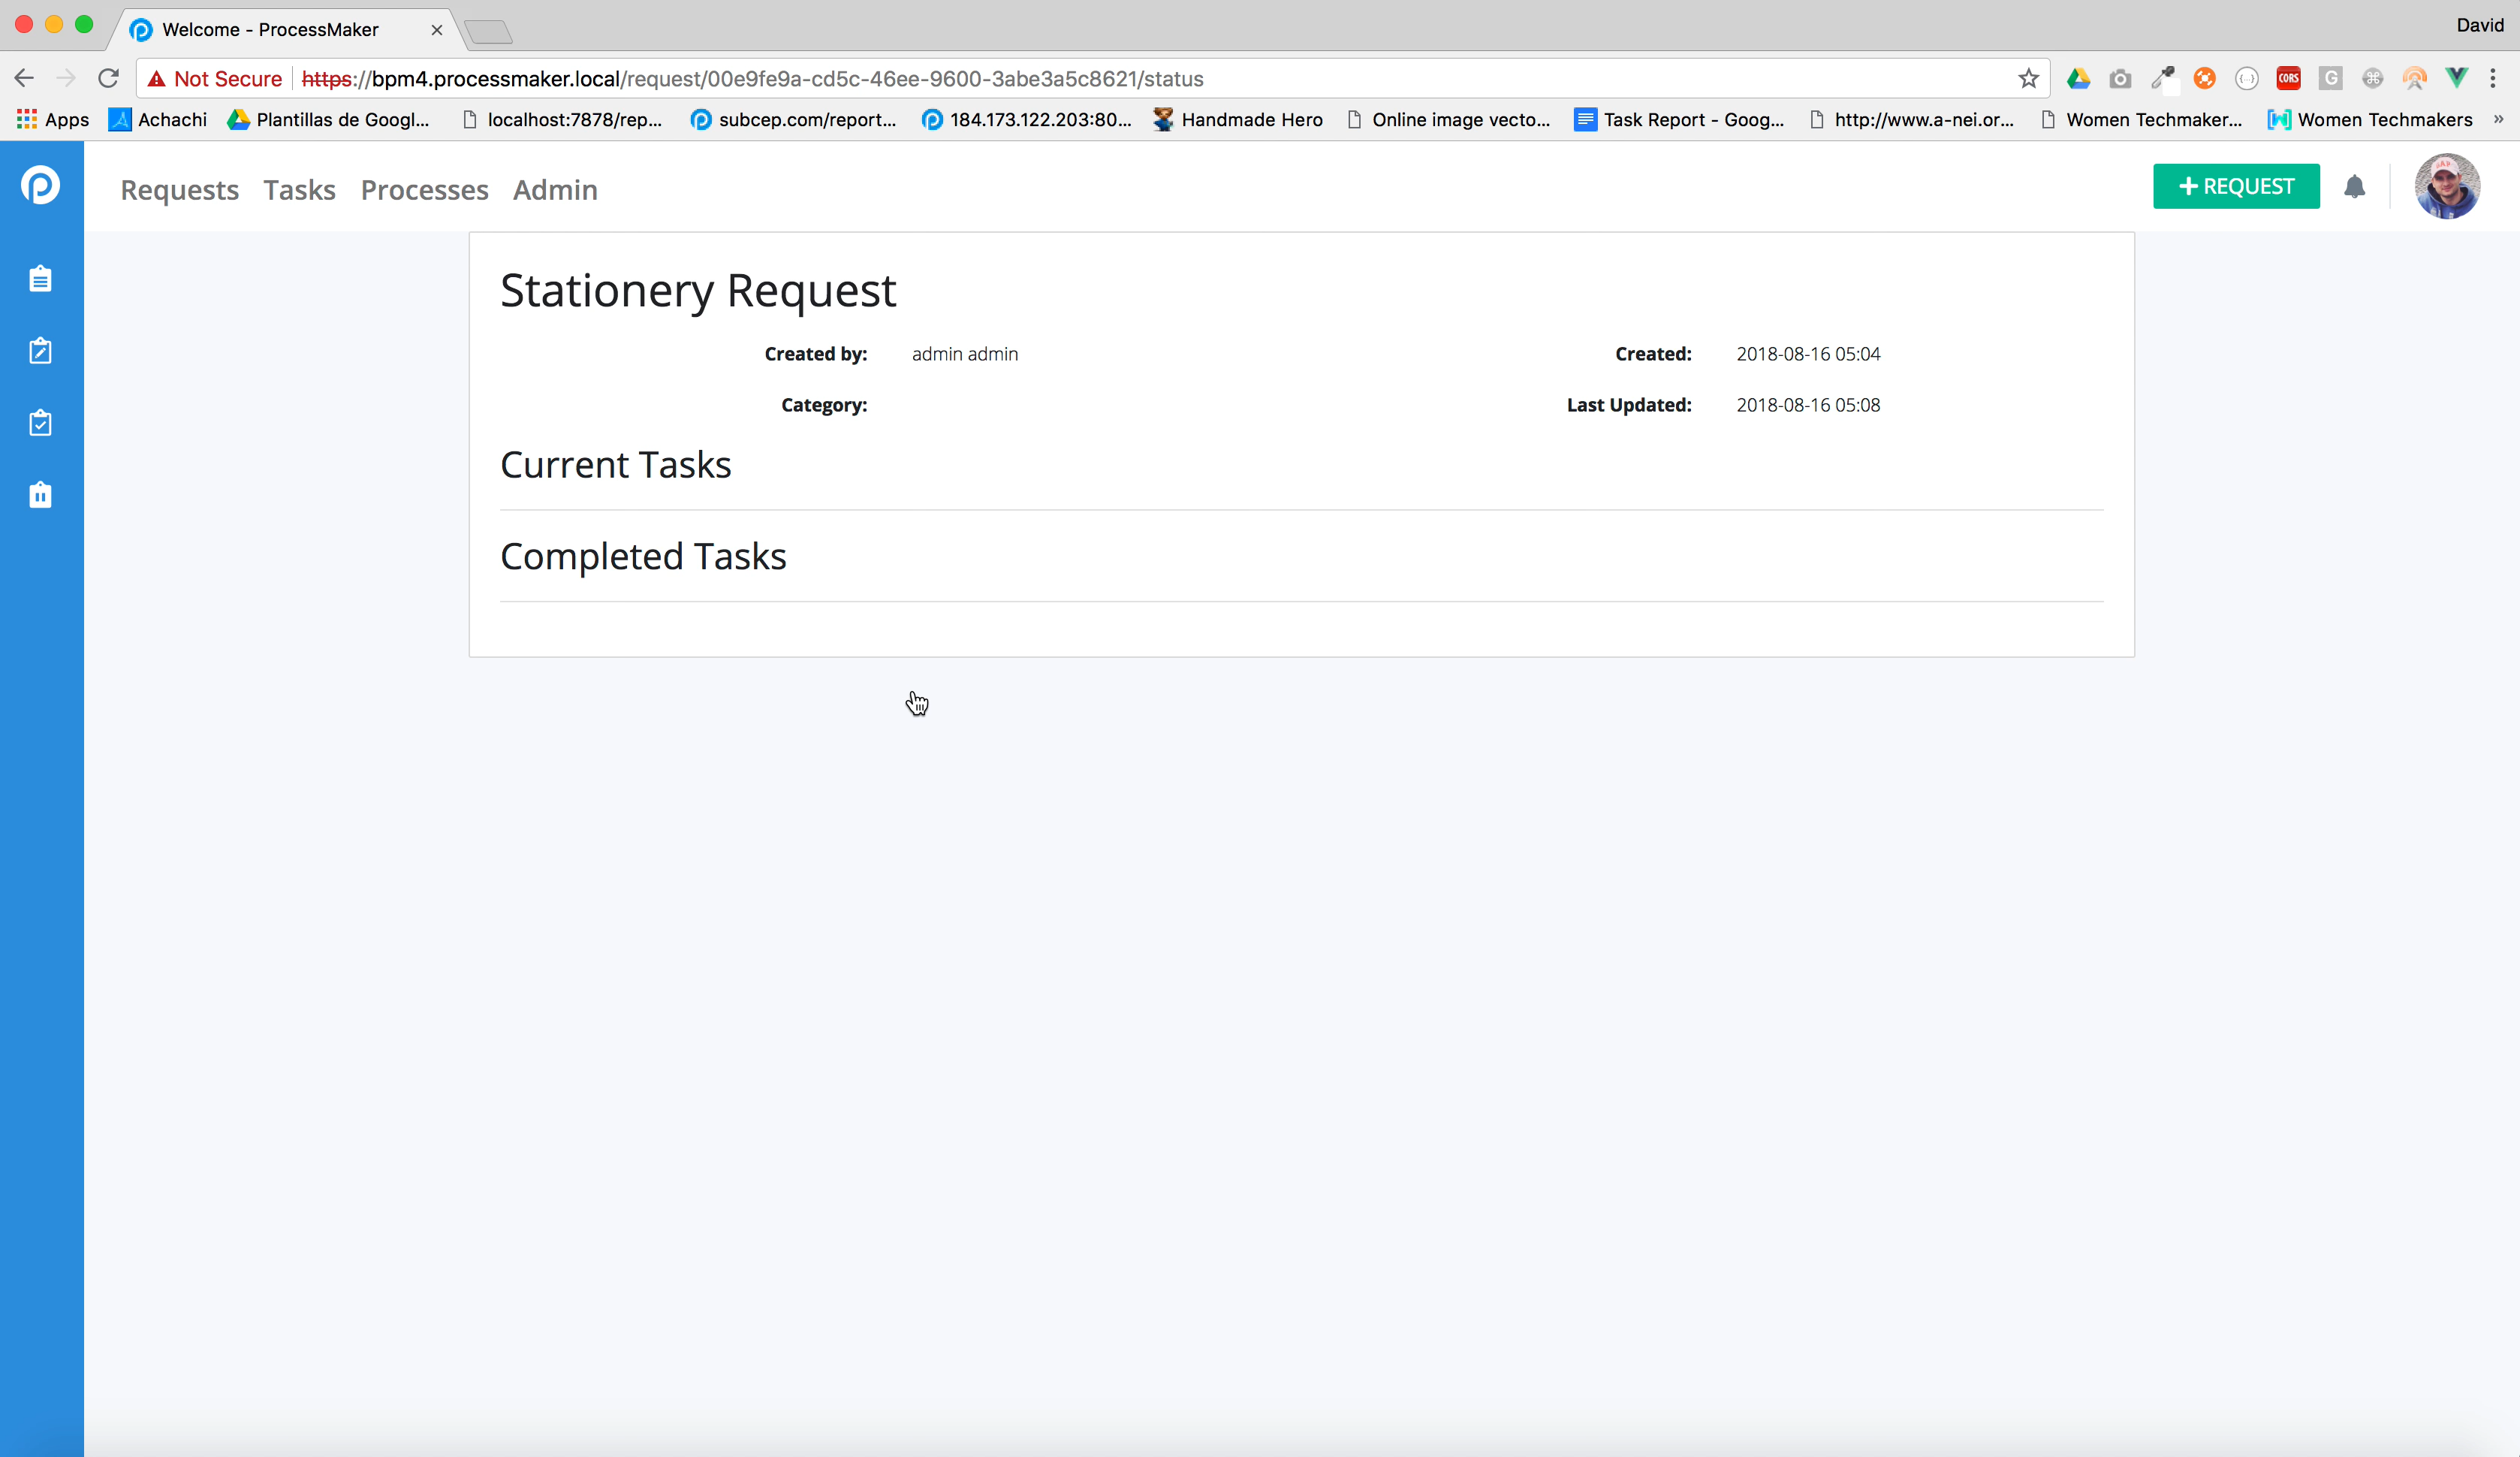 Welcome - ProcessMaker
David
Not Secure https://bpm4.processmaker.local/request/00e9fe9a-cd5c-46ee-9600-3abe3a5c8621/status
Apps Achachi Plantillas de Googl... localhost:7878/rep... subcep.com/report... 184.173.122.203:80... Handmade Hero Online image vecto... Task Report - Goog... http://www.a-nei.or... Women Techmaker... Women Techmakers »
Requests Tasks Processes Admin
+ REQUEST
Stationery Request
Created by: admin admin Created: 2018-08-16 05:04
Category: Last Updated: 2018-08-16 05:08
Current Tasks
Completed Tasks